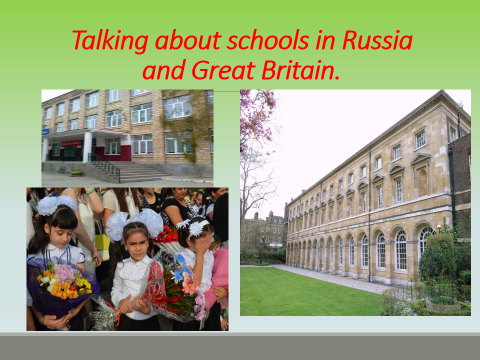 Talking about schools in Russia
and Great Britain.